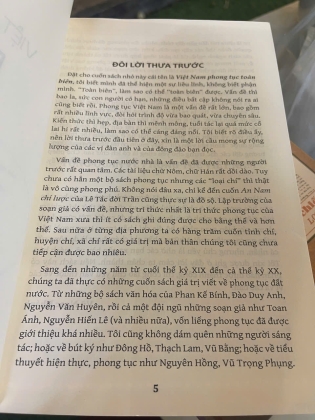 ĐÔI LỜI THƯA TRƯỚC
Đặt cho cuốn sách nhỏ này cái tên là Việt Nam phong tục toàn
biên, tôi biết mình đã thể hiện một sự liều lĩnh, không biết phận
mình. "Toàn biên", làm sao có thể "toàn biên" được. Vấn đề thì
bao la, sức con người có hạn, những điều bất cập không nói ra ai
cũng biết rồi. Phong tục Việt Nam là một vấn đề rất lớn, bao gồm
rất nhiều lĩnh vực, đòi hỏi trình độ vừa bao quát, vừa chuyên sâu.
Kiến thức thì hẹp, địa bàn thì mênh mông, tuổi tác lại quá mức cổ
lai hi rất nhiều, làm sao có thể cáng đáng nổi. Tôi biết rõ điều ấy,
nên lời thưa trước đầu tiên ở đây, xin là một lời cầu mong sự rộng
lượng của các vị đàn anh và của đông đảo bạn đọc.
Vấn đề phong tục nước nhà là vấn đề đã được những người
trước rất quan tâm. Các tài liệu chữ Nôm, chữ Hán rất dồi dào. Tuy
chưa có hẳn một bộ sách phong tục nhưng các "loại chí" thì thật
là vô cùng phong phú. Không nói đâu xa, chỉ kể đến cuốn An Nam
chí lược của Lê Tắc đời Trần cũng thực sự là đồ sộ. Lập trường của
soạn giả có vấn đề, nhưng tri thức nhất là tri thức phong tục của
Việt Nam xưa thì ít có sách ghi đúng được cho bằng và hơn thế.
Sau nữa ở từng địa phương có hàng trăm cuốn tỉnh chí,
huyện chí, xã chí rất có giá trị mà bản thân chúng tôi cũng chưa
tiếp cận được bao nhiêu.
Sang đến những năm từ cuối thế kỷ XIX đến cả thế kỷ XX,
chúng ta đã thực có những cuốn sách giá trị viết về phong tục đất
nước. Từ những bộ sách văn hóa của Phan Kế Bính, Đào Duy Anh,
Nguyễn Văn Huyên, rồi cả một đội ngũ những soạn giả như Toan
Ánh, Nguyễn Hiến Lê (và nhiều nữa), vốn liếng phong tục đã được
giới thiệu khá nhiều. Tôi cũng không dám quên những người sáng
tác; hoặc về bút ký như Đông Hồ, Thạch Lam, Vũ Bằng; hoặc về tiểu
thuyết hiện thực, phong tục như Nguyên Hồng, Vũ Trọng Phụng,
5